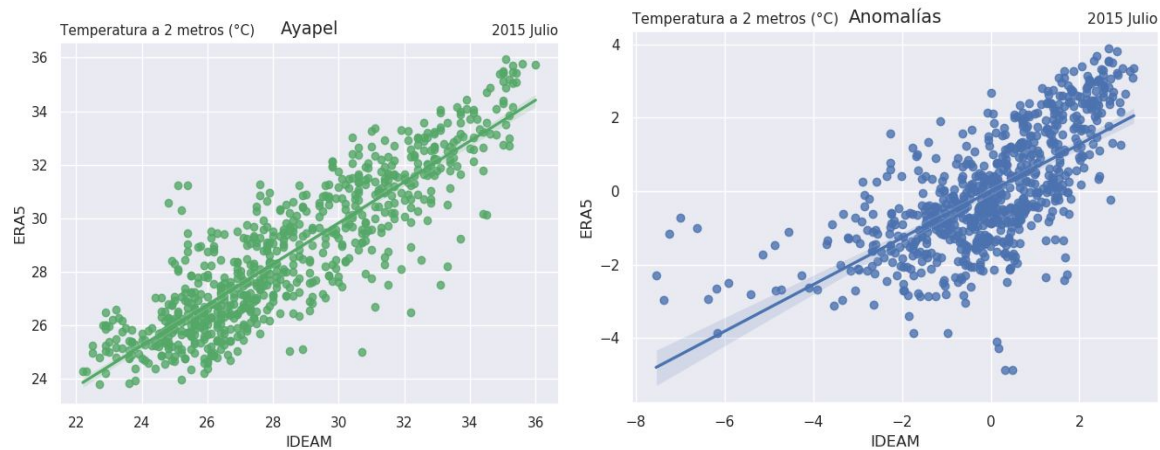 Temperatura a 2 metros (°C) Ayapel 2015 Julio
36
34
32
30
28
26
24
ERA5
22 24 26 28 30 32 34 36
IDEAM
Temperatura a 2 metros (°C) Anomalías 2015 Julio
4
2
0
−2
−4
ERA5
−8 −6 −4 −2 0 2
IDEAM